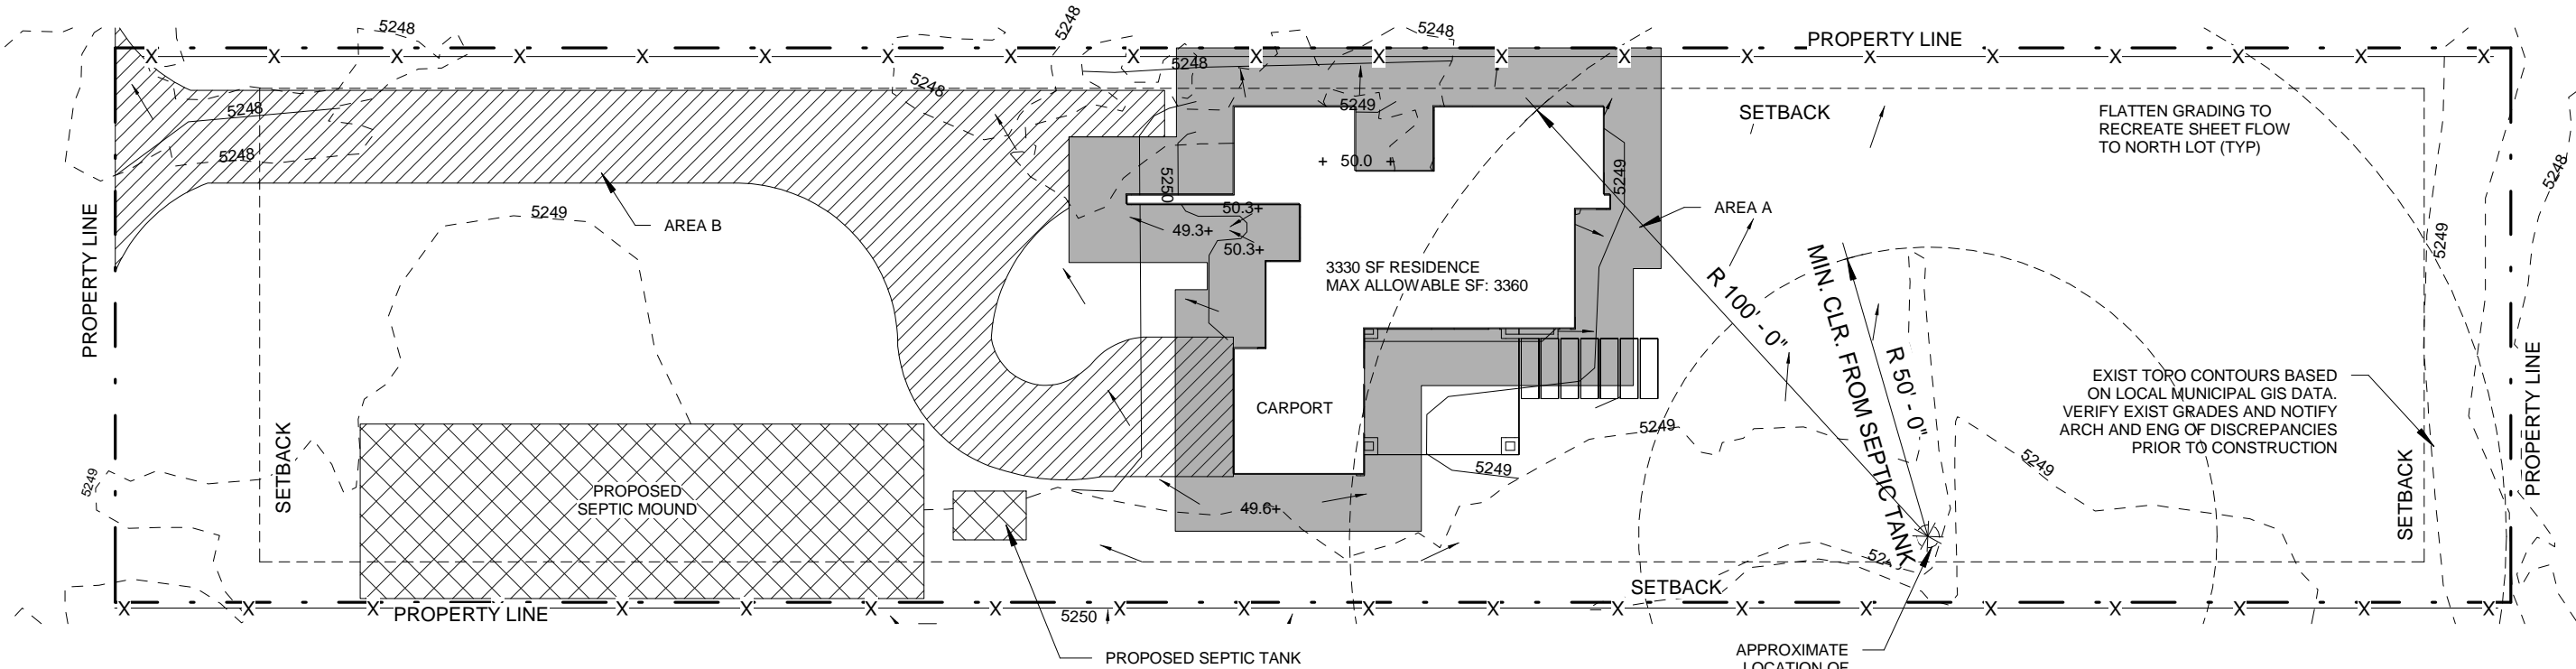 5248
5248
5248
PROPERTY LINE
5248
5248
5248
5248
5249
SETBACK
FLATTEN GRADING TO
RECREATE SHEET FLOW
TO NORTH LOT (TYP)
5248
5248
+ 50.0 +
5249
5250
PROPERTY LINE
5249
AREA B
50.3+
49.3+
50.3+
AREA A
5249
3330 SF RESIDENCE
MAX ALLOWABLE SF: 3360
R 100' - 0"
MIN. CLR. FROM SEPTIC TANK
R 50' - 0"
EXIST TOPO CONTOURS BASED
ON LOCAL MUNICIPAL GIS DATA.
VERIFY EXIST GRADES AND NOTIFY
ARCH AND ENG OF DISCREPANCIES
PRIOR TO CONSTRUCTION
PROPERTY LINE
CARPORT
5249
5249
5249
5249
SETBACK
SETBACK
PROPOSED
SEPTIC MOUND
49.6+
SETBACK
PROPERTY LINE
5250
PROPOSED SEPTIC TANK
APPROXIMATE
LOCATION OF